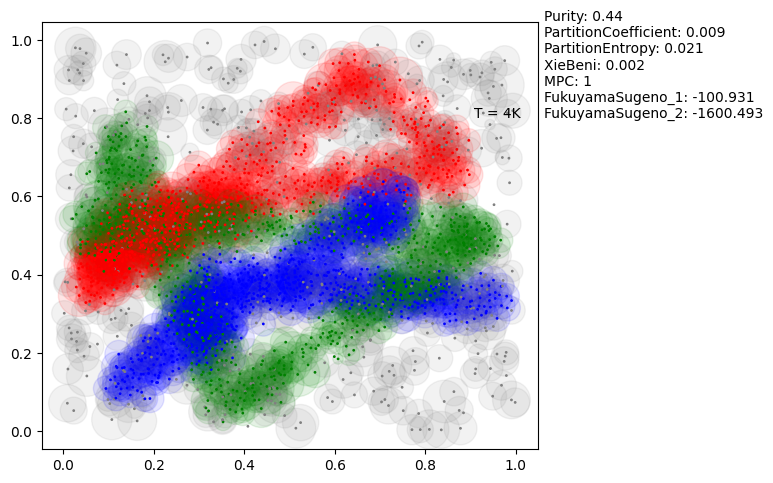 Purity: 0.44
PartitionCoefficient: 0.009
PartitionEntropy: 0.021
XieBeni: 0.002
MPC: 1
FukuyamaSugeno_1: -100.931
FukuyamaSugeno_2: -1600.493
T = 4K
1.0
0.8
0.6
0.4
0.2
0.0
0.0 0.2 0.4 0.6 0.8 1.0